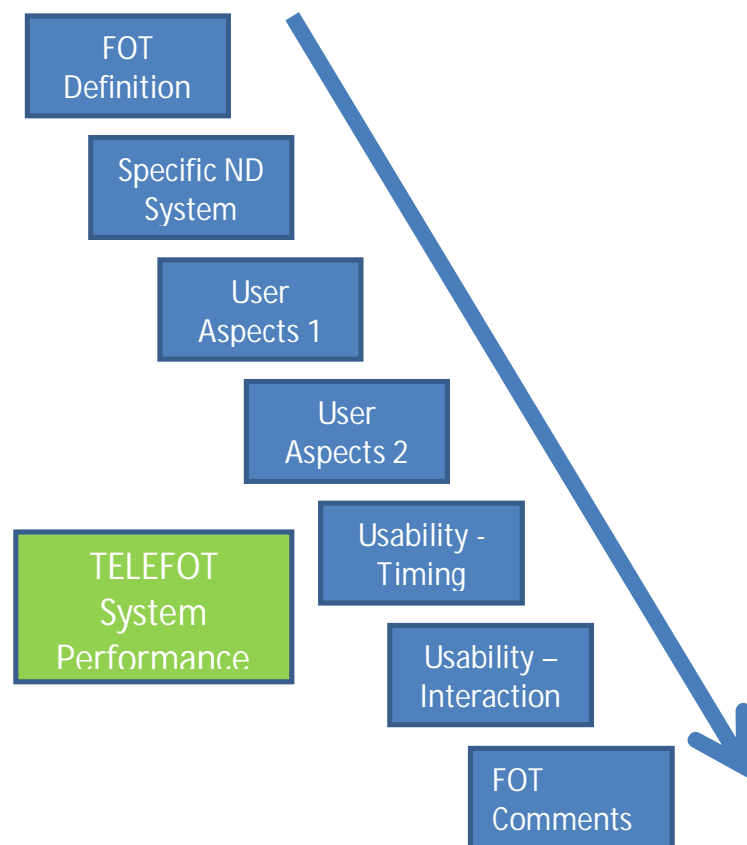 FOT
Definition
Specific ND
System
User
Aspects 1
User
Aspects 2
Usability -
Timing
TELEFOT
System
Performance
Usability –
Interaction
FOT
Comments